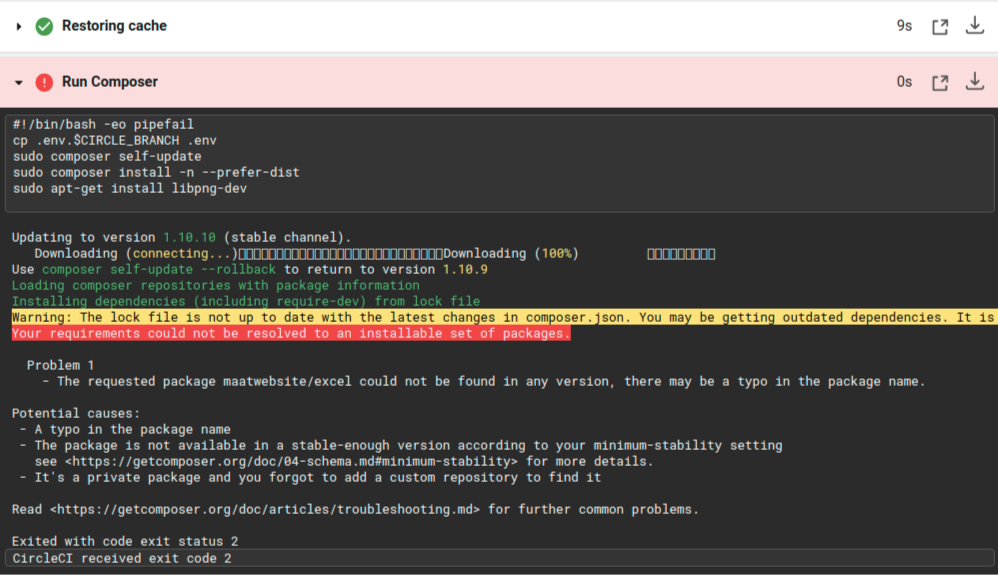 Restoring cache 9s
Run Composer 0s
#!/bin/bash -eo pipefail
cp .env.$CIRCLE_BRANCH .env
sudo composer self-update
sudo composer install -n --prefer-dist
sudo apt-get install libpng-dev
Updating to version 1.10.10 (stable channel).
Downloading (connecting...)Downloading (100%)
Use composer self-update --rollback to return to version 1.10.9
Loading composer repositories with package information
Installing dependencies (including require-dev) from lock file
Warning: The lock file is not up to date with the latest changes in composer.json. You may be getting outdated dependencies. It is
Your requirements could not be resolved to an installable set of packages.
Problem 1
- The requested package maatwebsite/excel could not be found in any version, there may be a typo in the package name.
Potential causes:
- A typo in the package name
- The package is not available in a stable-enough version according to your minimum-stability setting
see <https://getcomposer.org/doc/04-schema.md#minimum-stability> for more details.
- It's a private package and you forgot to add a custom repository to find it
Read <https://getcomposer.org/doc/articles/troubleshooting.md> for further common problems.
Exited with code exit status 2
CircleCI received exit code 2